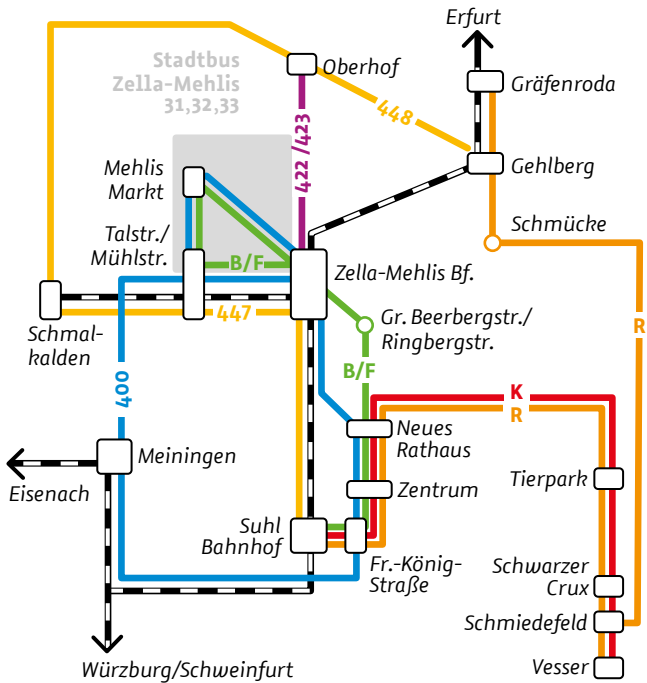 Erfurt
Stadtbus
Zella-Mehlis
31,32,33
Oberhof
Gräfenroda
448
422 /423
Mehlis
Markt
Gehlberg
Talstr./
Mühlstr.
Schmücke
B/F
Zella-Mehlis Bf.
447
Schmal-
kalden
Gr. Beerbergstr./
Ringbergstr.
R
B/F
400
K
R
Neues
Rathaus
Meiningen
Eisenach
Zentrum
Tierpark
Suhl
Bahnhof
Fr.-König-
Straße
Schwarzer
Crux
Schmiedefeld
Vesser
Würzburg/Schweinfurt